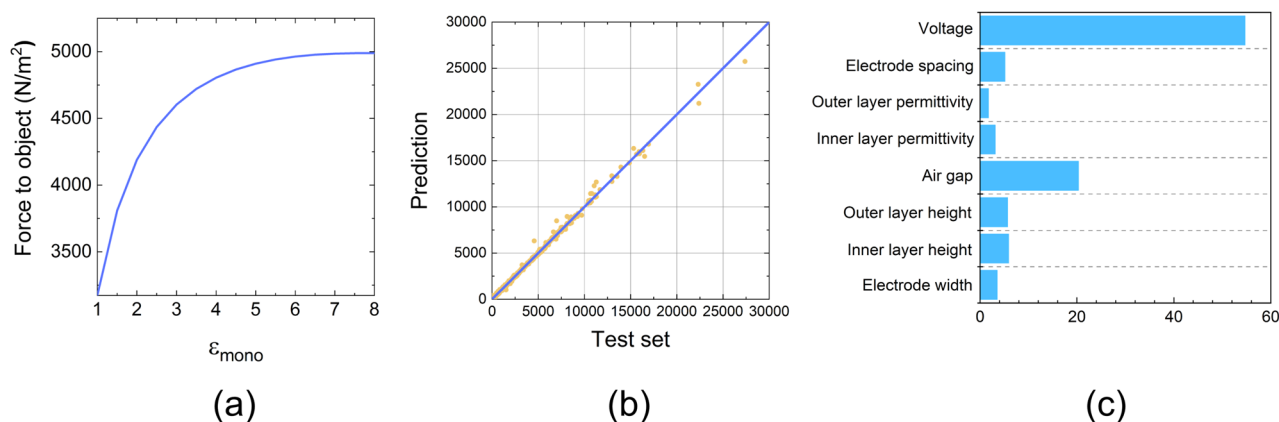 Force to object (N/m²)
5000
4500
4000
3500
1 2 3 4 5 6 7 8
εmono
(a)
Prediction
30000
25000
20000
15000
10000
5000
0
0 5000 10000 15000 20000 25000 30000
Test set
(b)
Voltage
Electrode spacing
Outer layer permittivity
Inner layer permittivity
Air gap
Outer layer height
Inner layer height
Electrode width
0 20 40 60
(c)